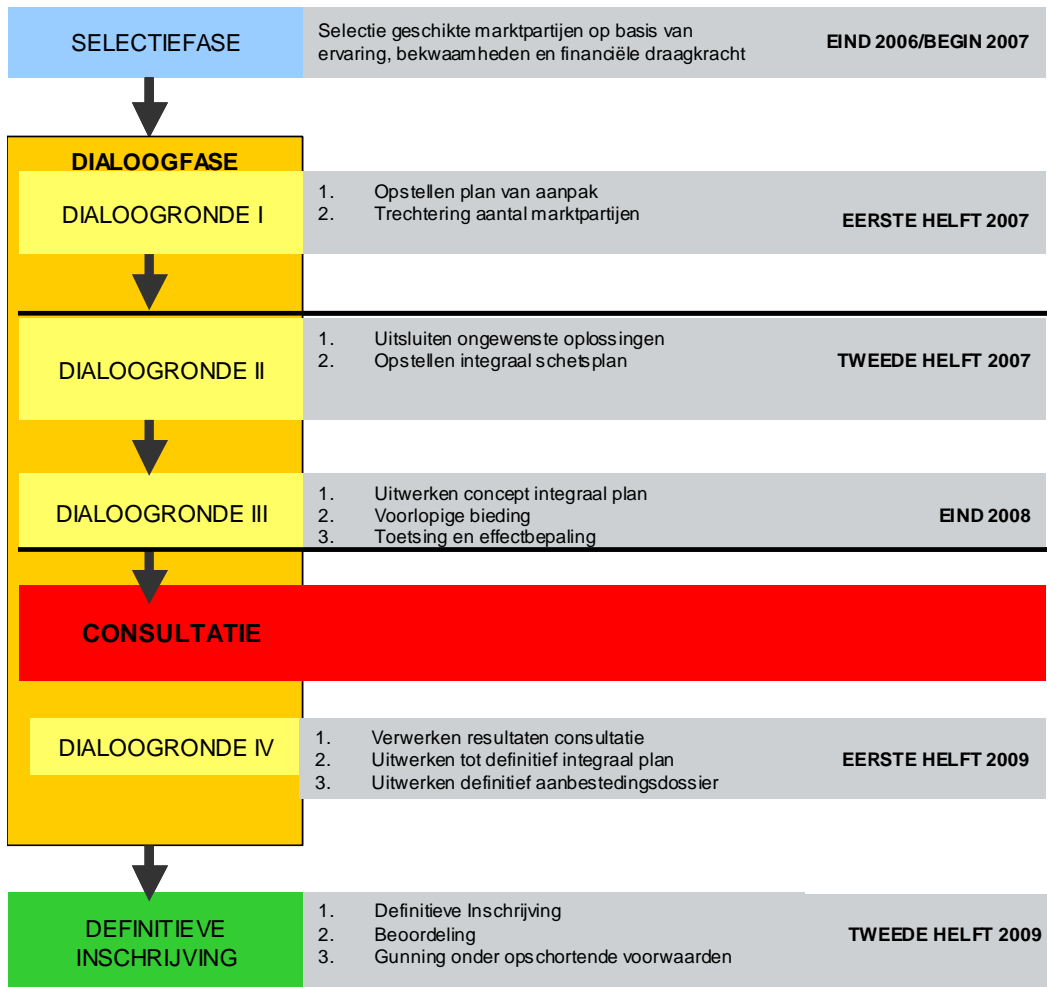 SELECTIEFASE
Selectie geschikte marktpartijen op basis van
ervaring, bekwaamheden en financiële draagkracht
EIND 2006/BEGIN 2007
DIALOOGFASE
DIALOOGRONDE I
1. Opstellen plan van aanpak
2. Trechtering aantal marktpartijen
EERSTE HELFT 2007
DIALOOGRONDE II
1. Uitsluiten ongewenste oplossingen
2. Opstellen integraal schetsplan
TWEEDE HELFT 2007
DIALOOGRONDE III
1. Uitwerken concept integraal plan
2. Voorlopige bieding
3. Toetsing en effectbepaling
EIND 2008
CONSULTATIE
DIALOOGRONDE IV
1. Verwerken resultaten consultatie
2. Uitwerken tot definitief integraal plan
3. Uitwerken definitief aanbestedingsdossier
EERSTE HELFT 2009
DEFINITIEVE
INSCHRIJVING
1. Definitieve Inschrijving
2. Beoordeling
3. Gunning onder opschortende voorwaarden
TWEEDE HELFT 2009